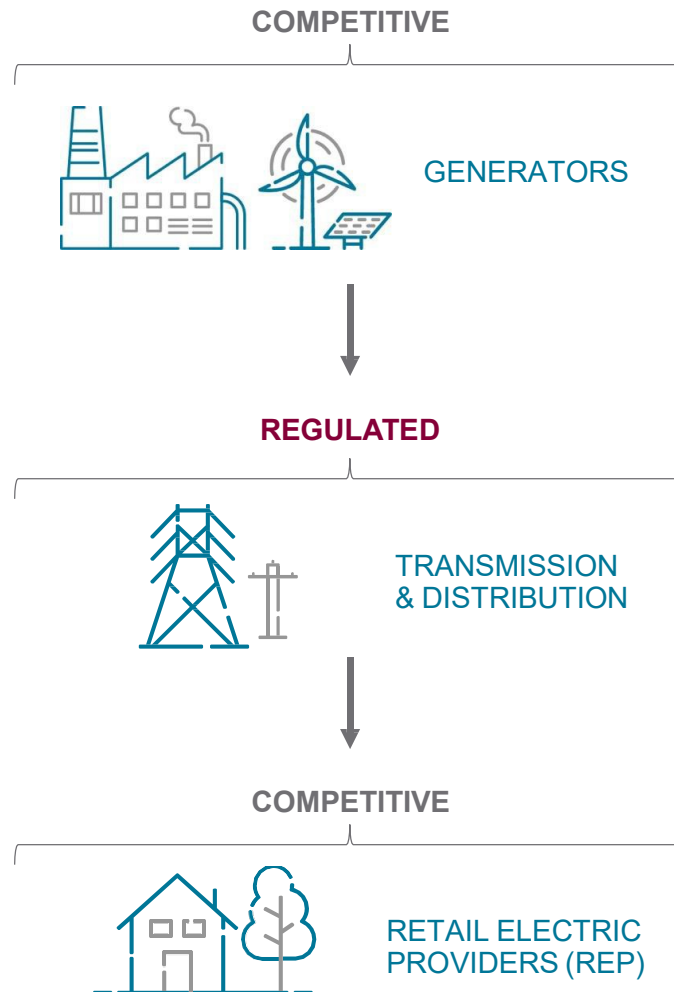 COMPETITIVE
GENERATORS
REGULATED
TRANSMISSION
& DISTRIBUTION
COMPETITIVE
RETAIL ELECTRIC
PROVIDERS (REP)